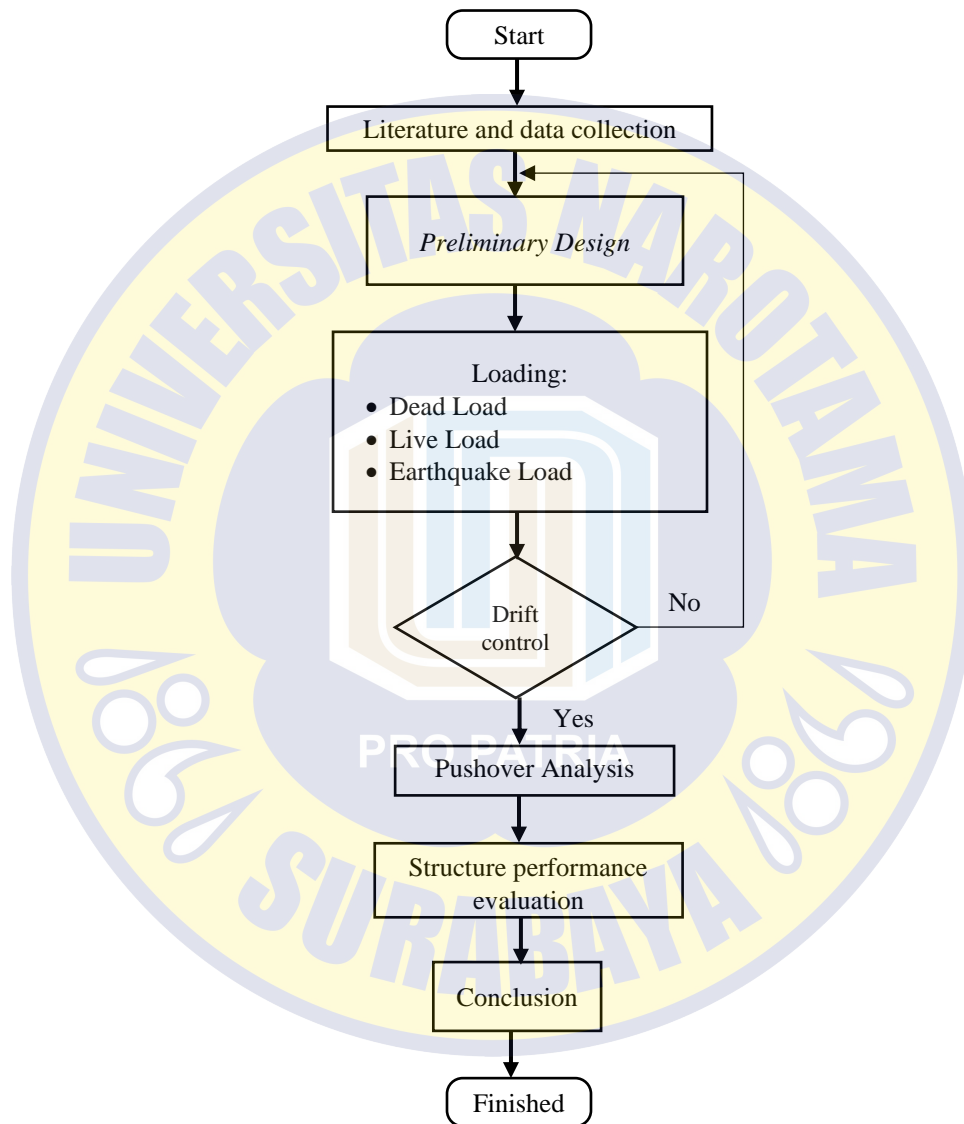 Start
Literature and data collection
Preliminary Design
Loading:
• Dead Load
• Live Load
• Earthquake Load
Drift
control
No
Yes
Pushover Analysis
Structure performance
evaluation
Conclusion
Finished
UNIVERSITAS NAROTAMA
PRO PATRIA
SURABAYA